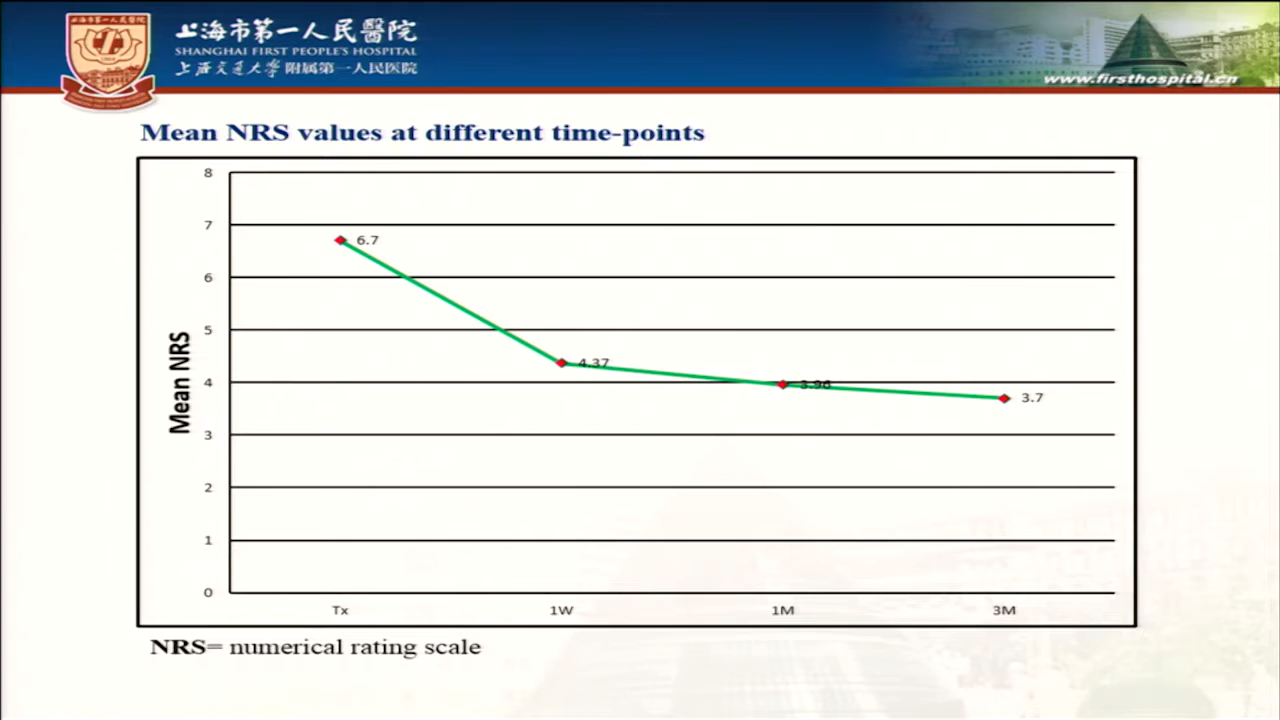 上海市第一人民醫院
SHANGHAI FIRST PEOPLE'S HOSPITAL
上海交通大學附属第一人民医院
www.firsthospital.cn
Mean NRS values at different time-points
Mean NRS
8
7
6
5
4
3
2
1
0
6.7
4.37
3.96
3.7
Tx 1W 1M 3M
NRS= numerical rating scale